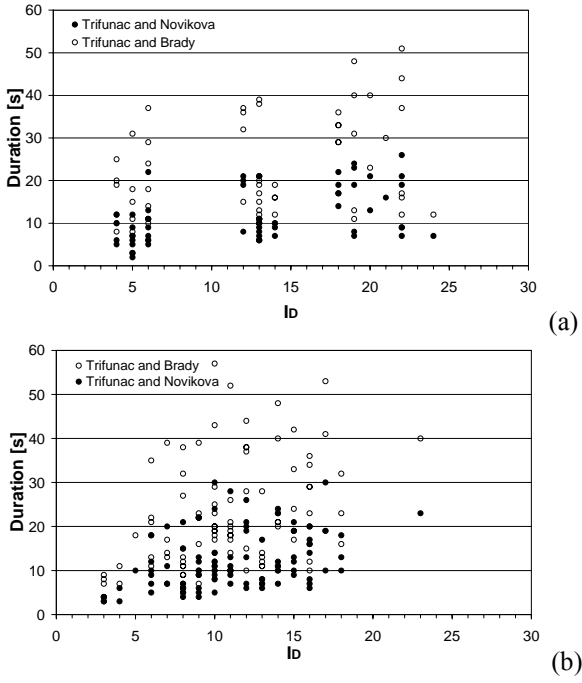 60
50
40
30
20
10
0
Duration [s]
Trifunac and Novikova
Trifunac and Brady
0 5 10 15 20 25 30
ID
(a)
60
50
40
30
20
10
0
Duration [s]
Trifunac and Brady
Trifunac and Novikova
0 5 10 15 20 25 30
ID
(b)